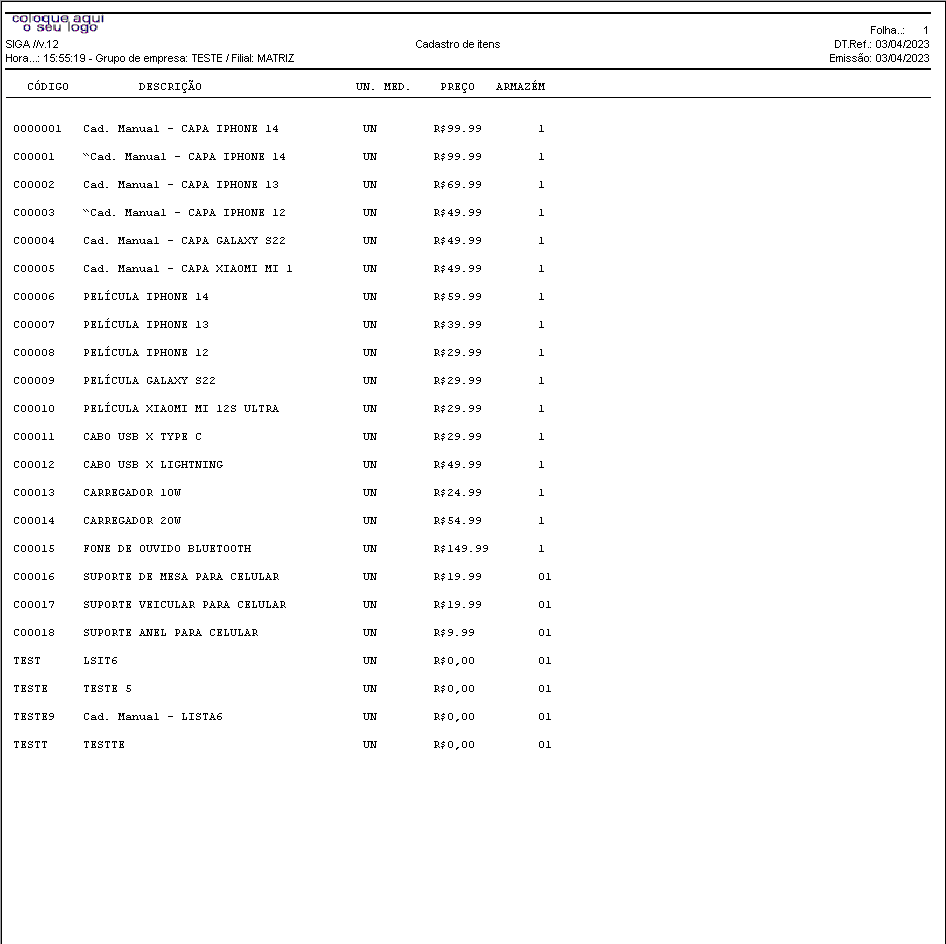 coloque aqui
o seu logo
Folha..: 1
SIGA //v.12 Cadastro de itens DT.Ref.: 03/04/2023
Hora...: 15:55:19 - Grupo de empresa: TESTE / Filial: MATRIZ Emissão: 03/04/2023
CÓDIGO DESCRIÇÃO UN. MED. PREÇO ARMAZÉM
0000001 Cad. Manual - CAPA IPHONE 14 UN R$99.99 1
C00001 ~Cad. Manual - CAPA IPHONE 14 UN R$99.99 1
C00002 Cad. Manual - CAPA IPHONE 13 UN R$69.99 1
C00003 ~Cad. Manual - CAPA IPHONE 12 UN R$49.99 1
C00004 Cad. Manual - CAPA GALAXY S22 UN R$49.99 1
C00005 Cad. Manual - CAPA XIAOMI MI 1 UN R$49.99 1
C00006 PELÍCULA IPHONE 14 UN R$59.99 1
C00007 PELÍCULA IPHONE 13 UN R$39.99 1
C00008 PELÍCULA IPHONE 12 UN R$29.99 1
C00009 PELÍCULA GALAXY S22 UN R$29.99 1
C00010 PELÍCULA XIAOMI MI 12S ULTRA UN R$29.99 1
C00011 CABO USB X TYPE C UN R$29.99 1
C00012 CABO USB X LIGHTNING UN R$49.99 1
C00013 CARREGADOR 10W UN R$24.99 1
C00014 CARREGADOR 20W UN R$54.99 1
C00015 FONE DE OUVIDO BLUETOOTH UN R$149.99 1
C00016 SUPORTE DE MESA PARA CELULAR UN R$19.99 01
C00017 SUPORTE VEICULAR PARA CELULAR UN R$19.99 01
C00018 SUPORTE ANEL PARA CELULAR UN R$9.99 01
TEST LSIT6 UN R$0,00 01
TESTE TESTE 5 UN R$0,00 01
TESTE9 Cad. Manual - LISTA6 UN R$0,00 01
TESTT TESTTE UN R$0,00 01